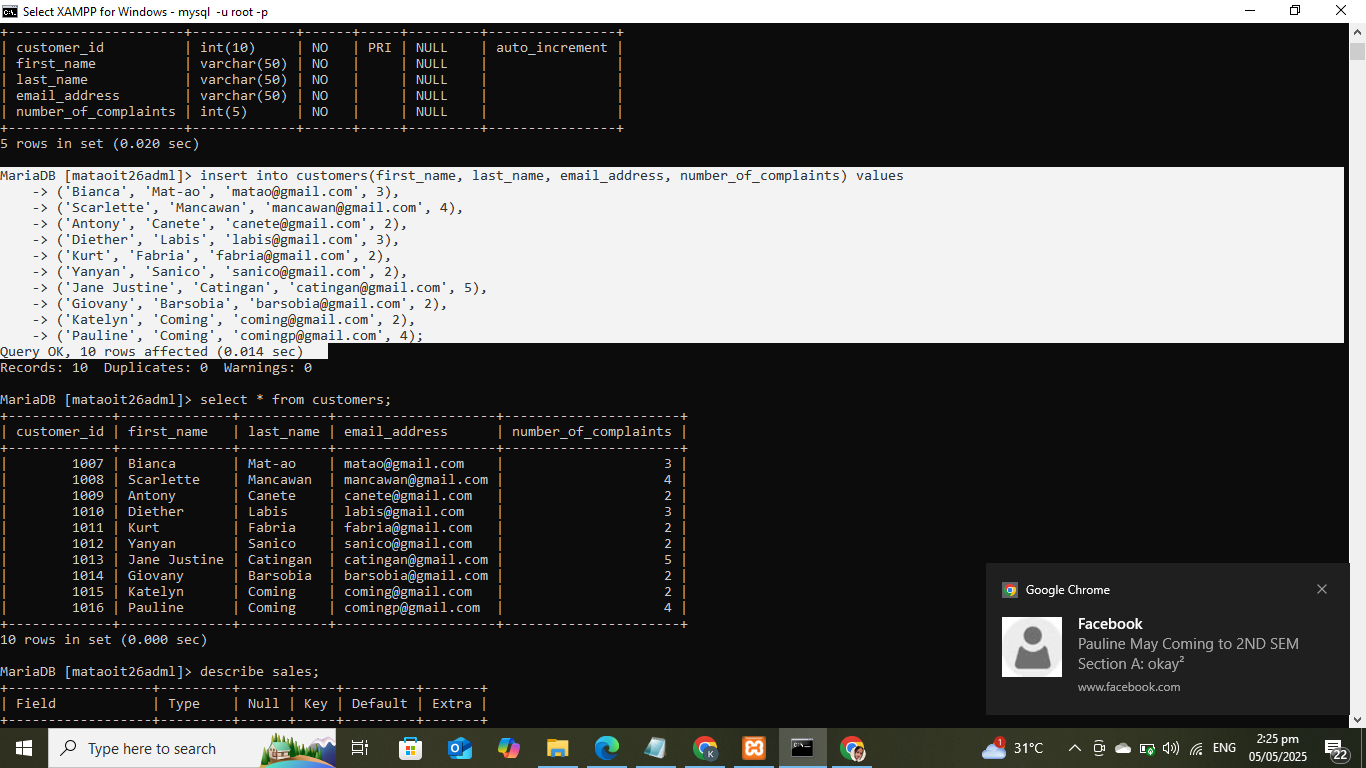 Select XAMPP for Windows - mysql  -u root -p
+----------------------+-------------+------+-----+---------+----------------+
| customer_id          | int(10)     | NO   | PRI | NULL    | auto_increment |
| first_name           | varchar(50) | NO   |     | NULL    |                |
| last_name            | varchar(50) | NO   |     | NULL    |                |
| email_address        | varchar(50) | NO   |     | NULL    |                |
| number_of_complaints | int(5)      | NO   |     | NULL    |                |
+----------------------+-------------+------+-----+---------+----------------+
5 rows in set (0.020 sec)
MariaDB [mataoit26adml]> insert into customers(first_name, last_name, email_address, number_of_complaints) values
    -> ('Bianca', 'Mat-ao', 'matao@gmail.com', 3),
    -> ('Scarlette', 'Mancawan', 'mancawan@gmail.com', 4),
    -> ('Antony', 'Canete', 'canete@gmail.com', 2),
    -> ('Diether', 'Labis', 'labis@gmail.com', 3),
    -> ('Kurt', 'Fabria', 'fabria@gmail.com', 2),
    -> ('Yanyan', 'Sanico', 'sanico@gmail.com', 2),
    -> ('Jane Justine', 'Catingan', 'catingan@gmail.com', 5),
    -> ('Giovany', 'Barsobia', 'barsobia@gmail.com', 2),
    -> ('Katelyn', 'Coming', 'coming@gmail.com', 2),
    -> ('Pauline', 'Coming', 'comingp@gmail.com', 4);
Query OK, 10 rows affected (0.014 sec)
Records: 10  Duplicates: 0  Warnings: 0
MariaDB [mataoit26adml]> select * from customers;
+-------------+--------------+-----------+--------------------+----------------------+
| customer_id | first_name   | last_name | email_address      | number_of_complaints |
+-------------+--------------+-----------+--------------------+----------------------+
|        1007 | Bianca       | Mat-ao    | matao@gmail.com    |                    3 |
|        1008 | Scarlette    | Mancawan  | mancawan@gmail.com |                    4 |
|        1009 | Antony       | Canete    | canete@gmail.com   |                    2 |
|        1010 | Diether      | Labis     | labis@gmail.com    |                    3 |
|        1011 | Kurt         | Fabria    | fabria@gmail.com   |                    2 |
|        1012 | Yanyan       | Sanico    | sanico@gmail.com   |                    2 |
|        1013 | Jane Justine | Catingan  | catingan@gmail.com |                    5 |
|        1014 | Giovany      | Barsobia  | barsobia@gmail.com |                    2 |
|        1015 | Katelyn      | Coming    | coming@gmail.com   |                    2 |
|        1016 | Pauline      | Coming    | comingp@gmail.com  |                    4 |
+-------------+--------------+-----------+--------------------+----------------------+
10 rows in set (0.000 sec)
MariaDB [mataoit26adml]> describe sales;
+------------------+---------+------+-----+---------+-------+
| Field            | Type    | Null | Key | Default | Extra |
+------------------+---------+------+-----+---------+-------+
Google Chrome
Facebook
Pauline May Coming to 2ND SEM
Section A: okay²
www.facebook.com
Type here to search
1
31°C
ENG
2:25 pm
05/05/2025
22